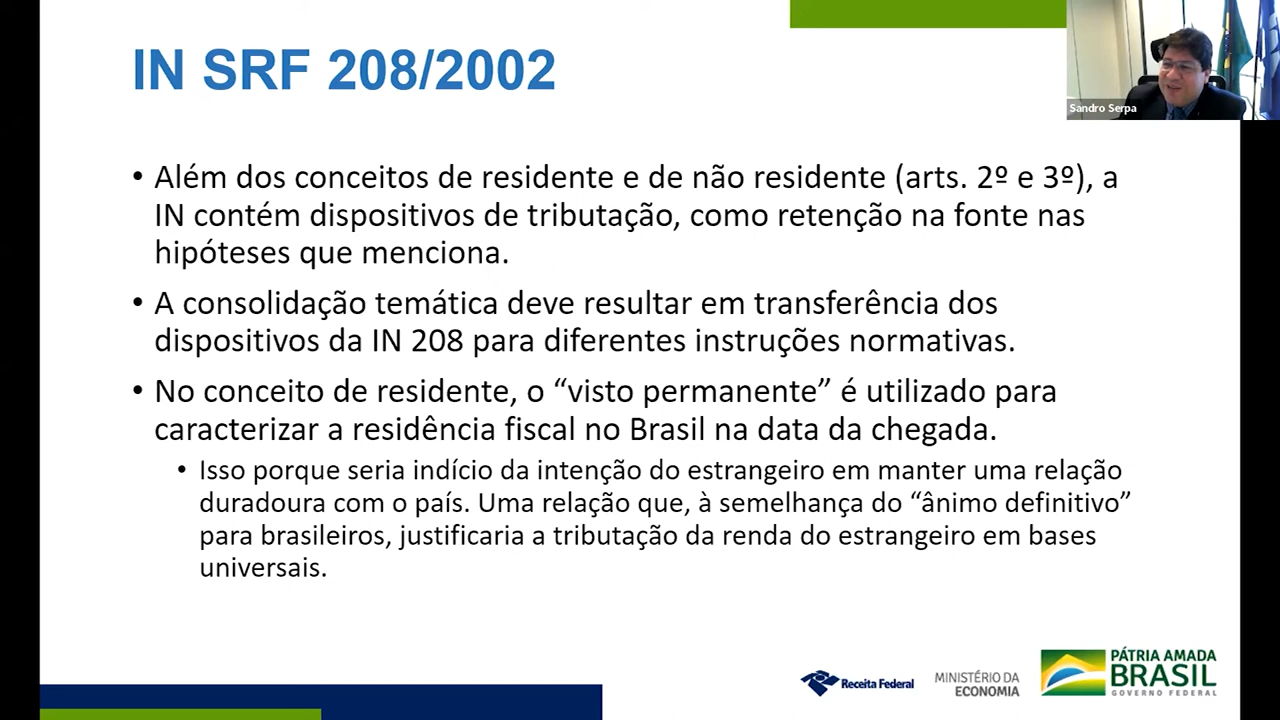 IN SRF 208/2002
Sandro Serpa
• Além dos conceitos de residente e de não residente (arts. 2º e 3º), a
IN contém dispositivos de tributação, como retenção na fonte nas
hipóteses que menciona.
• A consolidação temática deve resultar em transferência dos
dispositivos da IN 208 para diferentes instruções normativas.
• No conceito de residente, o “visto permanente” é utilizado para
caracterizar a residência fiscal no Brasil na data da chegada.
• Isso porque seria indício da intenção do estrangeiro em manter uma relação
duradoura com o país. Uma relação que, à semelhança do “ânimo definitivo”
para brasileiros, justificaria a tributação da renda do estrangeiro em bases
universais.
Receita Federal
MINISTÉRIO DA
ECONOMIA
PÁTRIA AMADA
BRASIL
GOVERNO FEDERAL